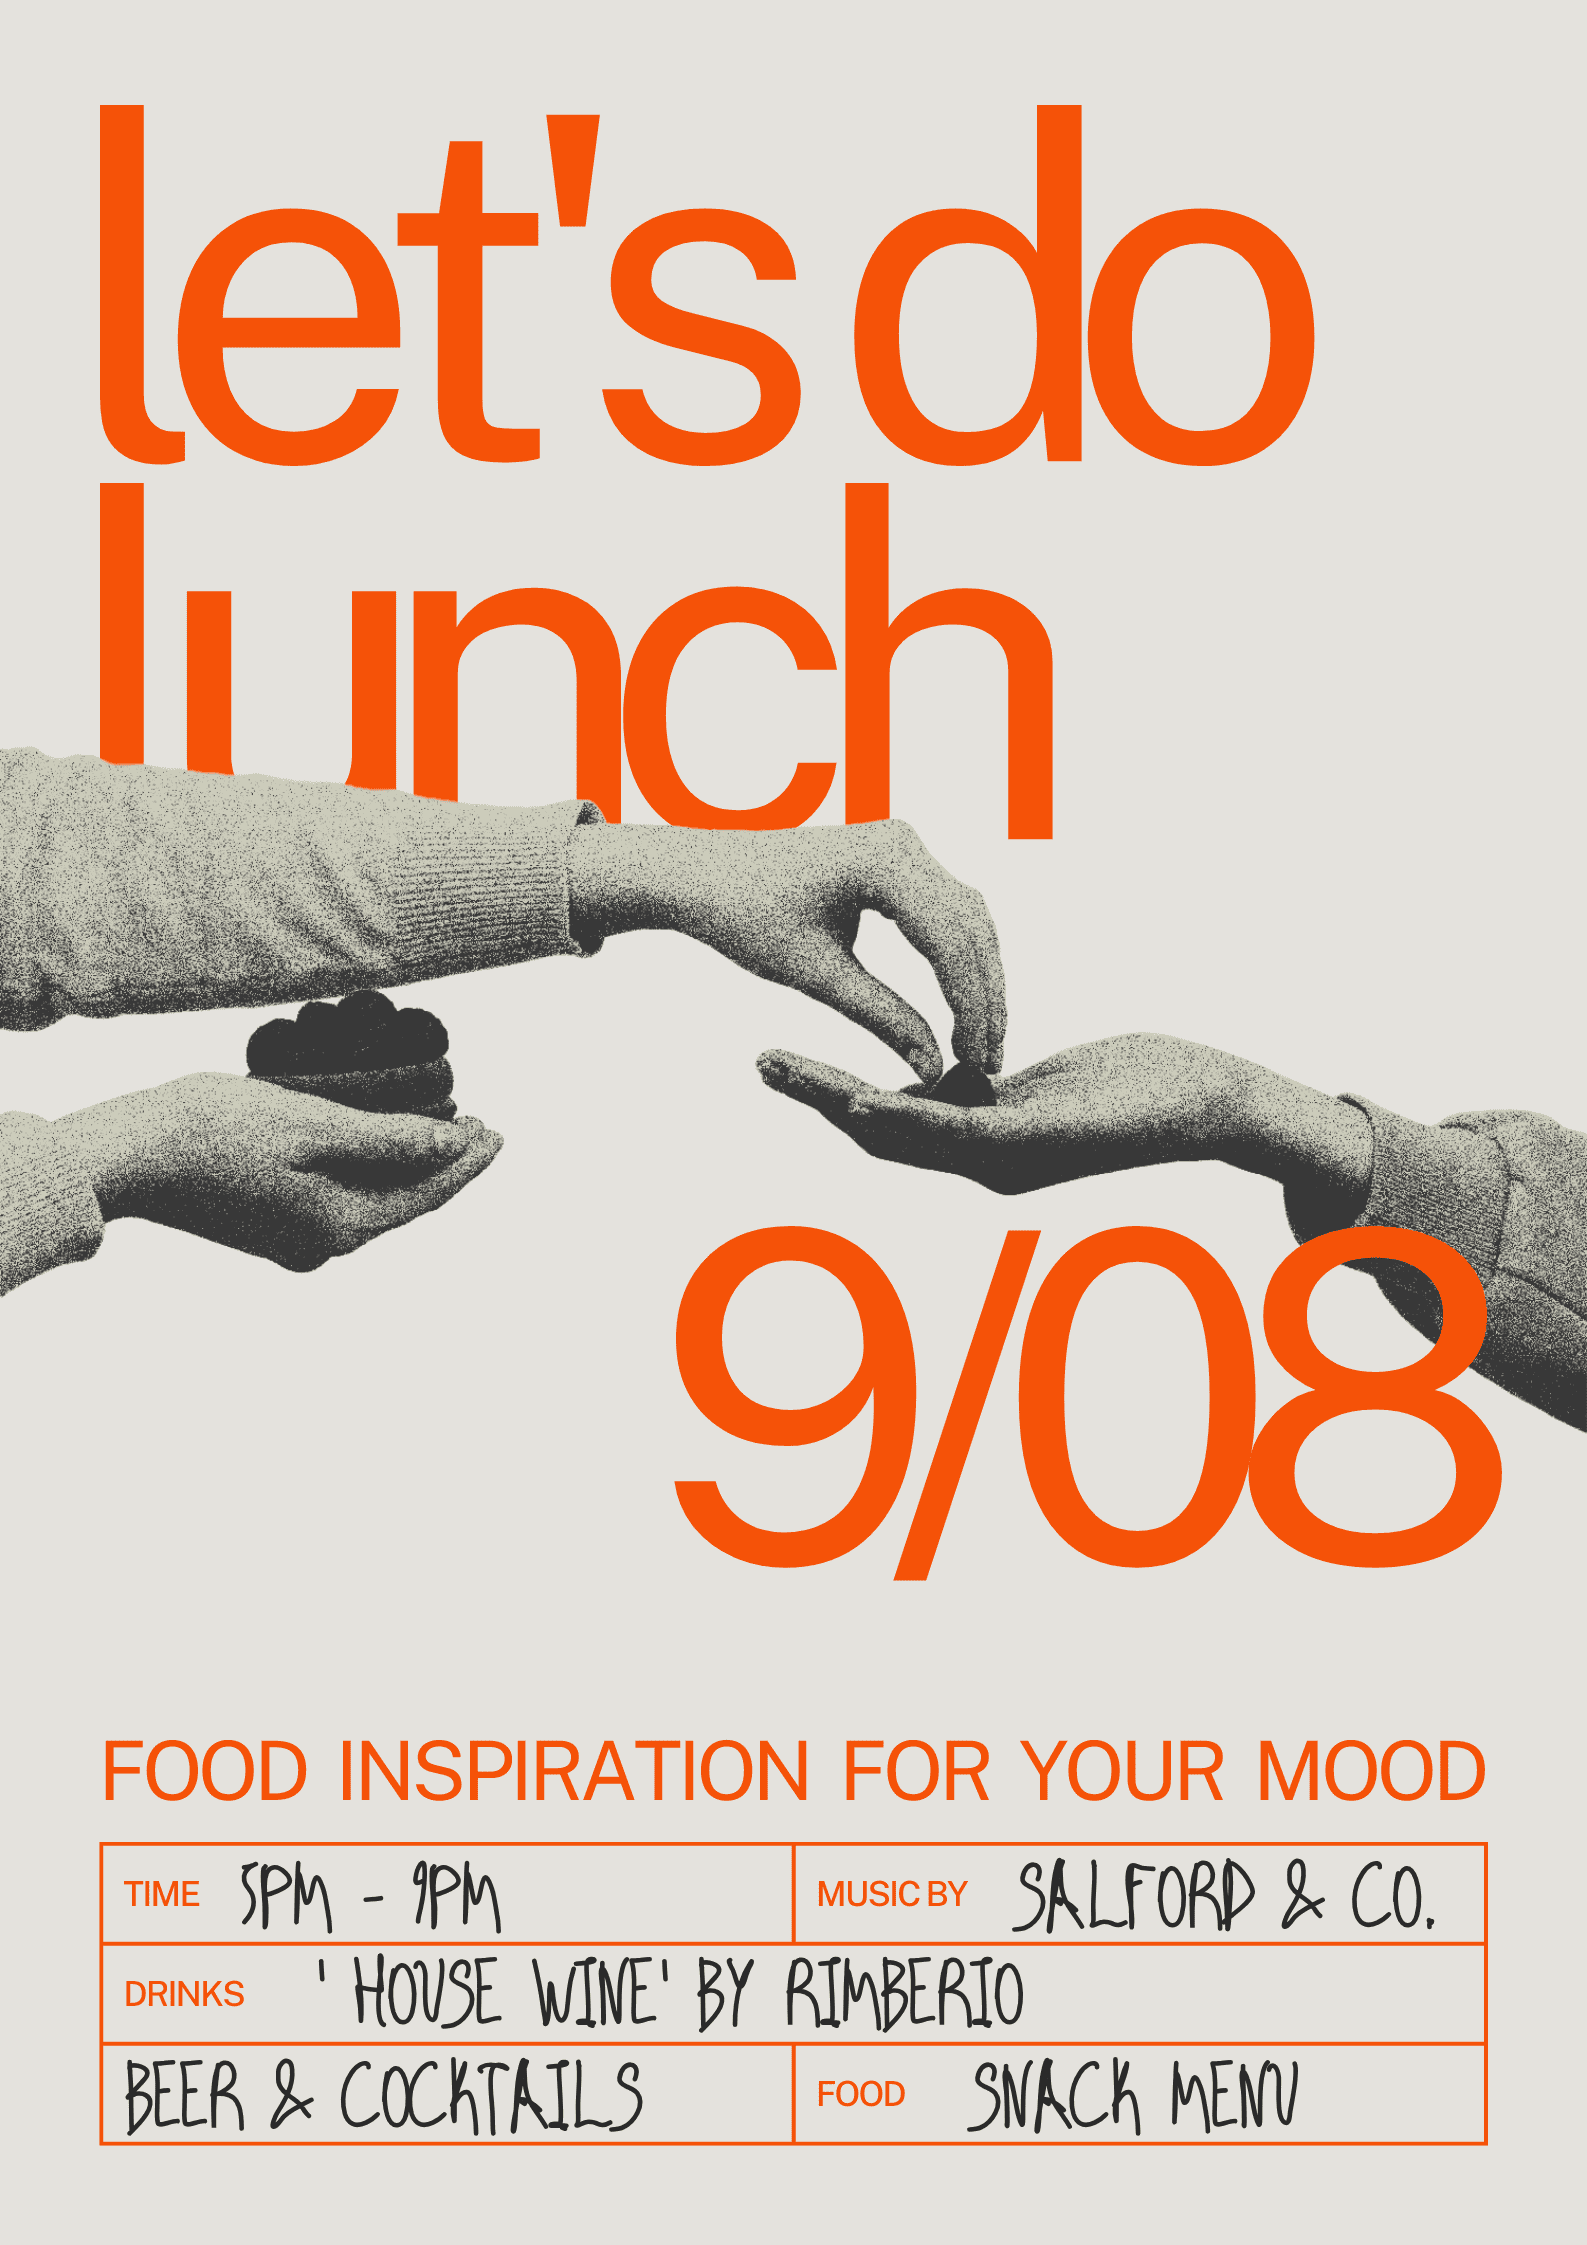 let's do
lunch
9/08
FOOD INSPIRATION FOR YOUR MOOD
TIME 5PM - 9PM
MUSIC BY SALFORD & CO.
DRINKS ' HOUSE WINE' BY RIMBERIO
BEER & COCKTAILS
FOOD SNACK MENU